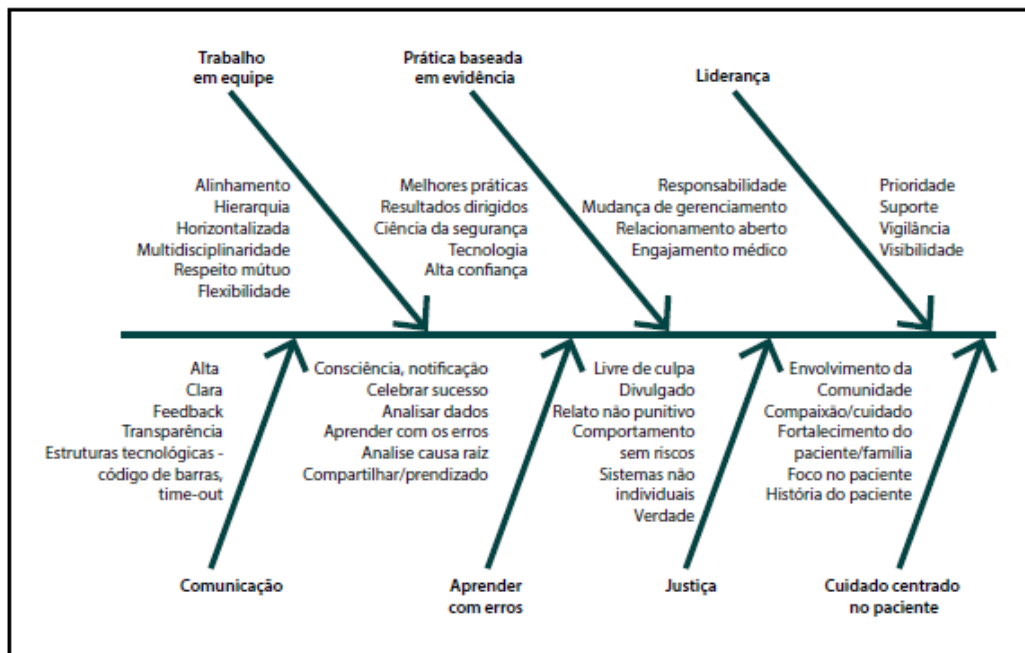 Trabalho
em equipe
Prática baseada
em evidência
Liderança
Alinhamento
Hierarquia
Horizontalizada
Multidisciplinaridade
Respeito mútuo
Flexibilidade
Melhores práticas
Resultados dirigidos
Ciência da segurança
Tecnologia
Alta confiança
Responsabilidade
Mudança de gerenciamento
Relacionamento aberto
Engajamento médico
Prioridade
Suporte
Vigilância
Visibilidade
Alta
Clara
Feedback
Transparência
Estruturas tecnológicas -
código de barras,
time-out
Consciência, notificação
Celebrar sucesso
Analisar dados
Aprender com os erros
Analise causa raíz
Compartilhar/prendizado
Livre de culpa
Divulgado
Relato não punitivo
Comportamento
sem riscos
Sistemas não
individuais
Verdade
Envolvimento da
Comunidade
Compaixão/cuidado
Fortalecimento do
paciente/família
Foco no paciente
História do paciente
Comunicação
Aprender
com erros
Justiça
Cuidado centrado
no paciente